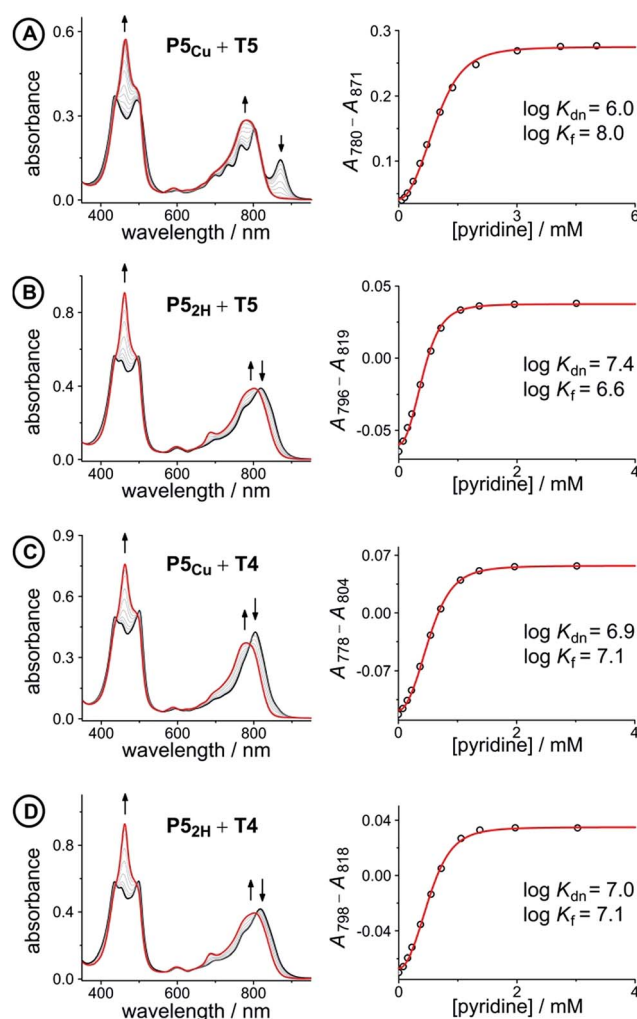 A
P5Cu + T5
absorbance
0.6
0.3
0.0
400 600 800
wavelength / nm
A780 – A871
0.3
0.2
0.1
log Kdn = 6.0
log Kf = 8.0
0 3 6
[pyridine] / mM
B
P52H + T5
absorbance
0.8
0.4
0.0
400 600 800
wavelength / nm
A796 – A819
0.05
0.00
-0.05
log Kdn = 7.4
log Kf = 6.6
0 2 4
[pyridine] / mM
C
P5Cu + T4
absorbance
0.9
0.6
0.3
0.0
400 600 800
wavelength / nm
A778 – A804
0.07
0.00
-0.07
log Kdn = 6.9
log Kf = 7.1
0 1 2 3 4
[pyridine] / mM
D
P52H + T4
absorbance
0.8
0.4
0.0
400 600 800
wavelength / nm
A798 – A818
0.04
0.00
-0.04
log Kdn = 7.0
log Kf = 7.1
0 1 2 3 4
[pyridine] / mM